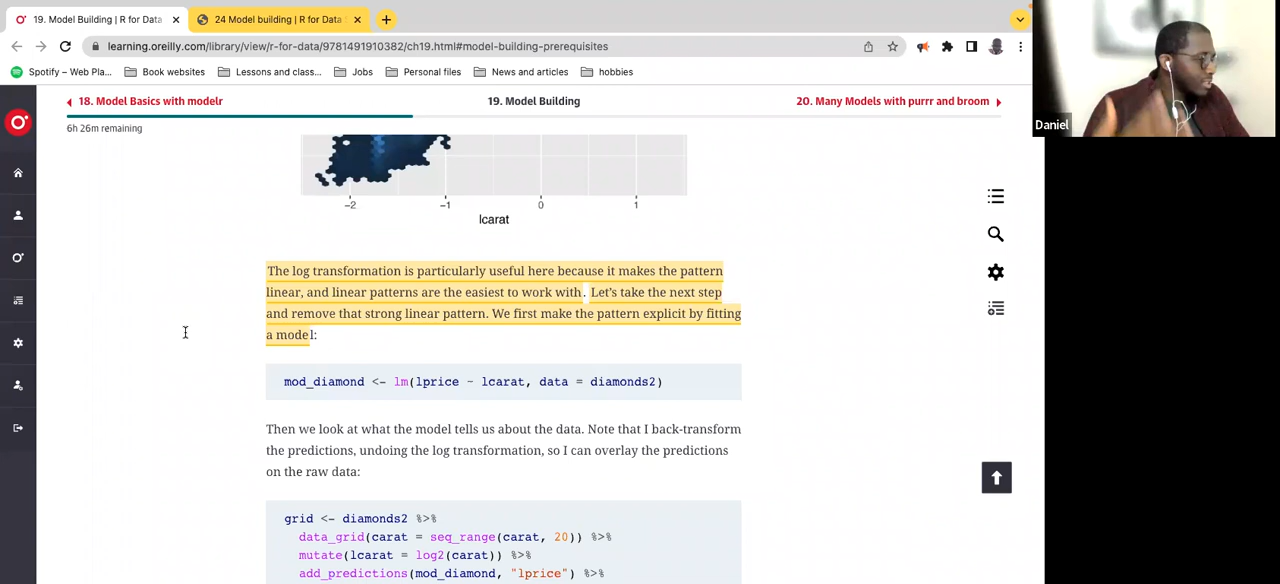 19. Model Building | R for Data
24 Model building | R for Data
learning.oreilly.com/library/view/r-for-data/9781491910382/ch19.html#model-building-prerequisites
Spotify – Web Pla...
Book websites
Lessons and class...
Jobs
Personal files
News and articles
hobbies
18. Model Basics with modelr
19. Model Building
20. Many Models with purrr and broom
6h 26m remaining
Daniel
−2 −1 0 1
lcarat
The log transformation is particularly useful here because it makes the pattern
linear, and linear patterns are the easiest to work with. Let’s take the next step
and remove that strong linear pattern. We first make the pattern explicit by fitting
a model:
mod_diamond <- lm(lprice ~ lcarat, data = diamonds2)
Then we look at what the model tells us about the data. Note that I back-transform
the predictions, undoing the log transformation, so I can overlay the predictions
on the raw data:
grid <- diamonds2 %>%
data_grid(carat = seq_range(carat, 20)) %>%
mutate(lcarat = log2(carat)) %>%
add_predictions(mod_diamond, "lprice") %>%